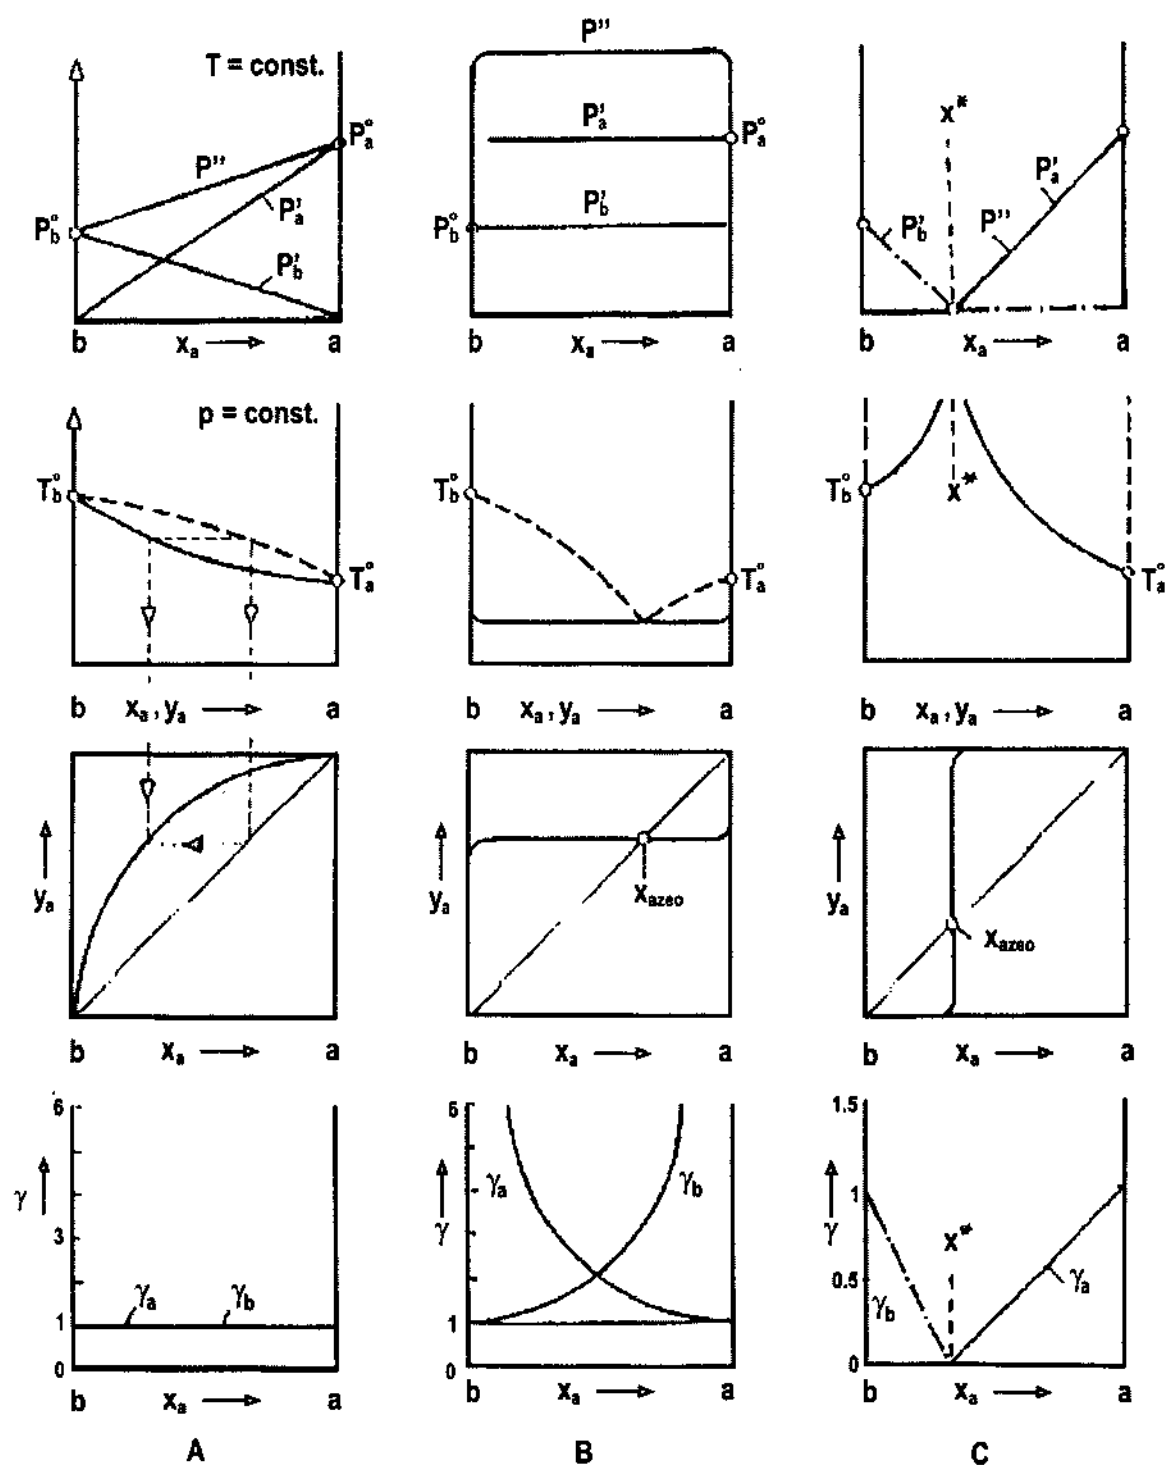 T = const.
P"
P°a
P'a
P°b
P'b
b xa a
P"
P'a
P°a
P'b
P°b
b xa a
x*
P'a
P'b
P"
b xa a
p = const.
T°b
T°a
b xa, ya a
T°b
T°a
b xa, ya a
T°b
x*
T°a
b xa, ya a
ya
b xa a
ya
xazeo
b xa a
ya
xazeo
b xa a
6
γ
3
γa γb
1
0
b xa a
6
γa γb
γ
3
1
0
b xa a
1.5
γ
1
x*
0.5
γb γa
0
b xa a
A B C